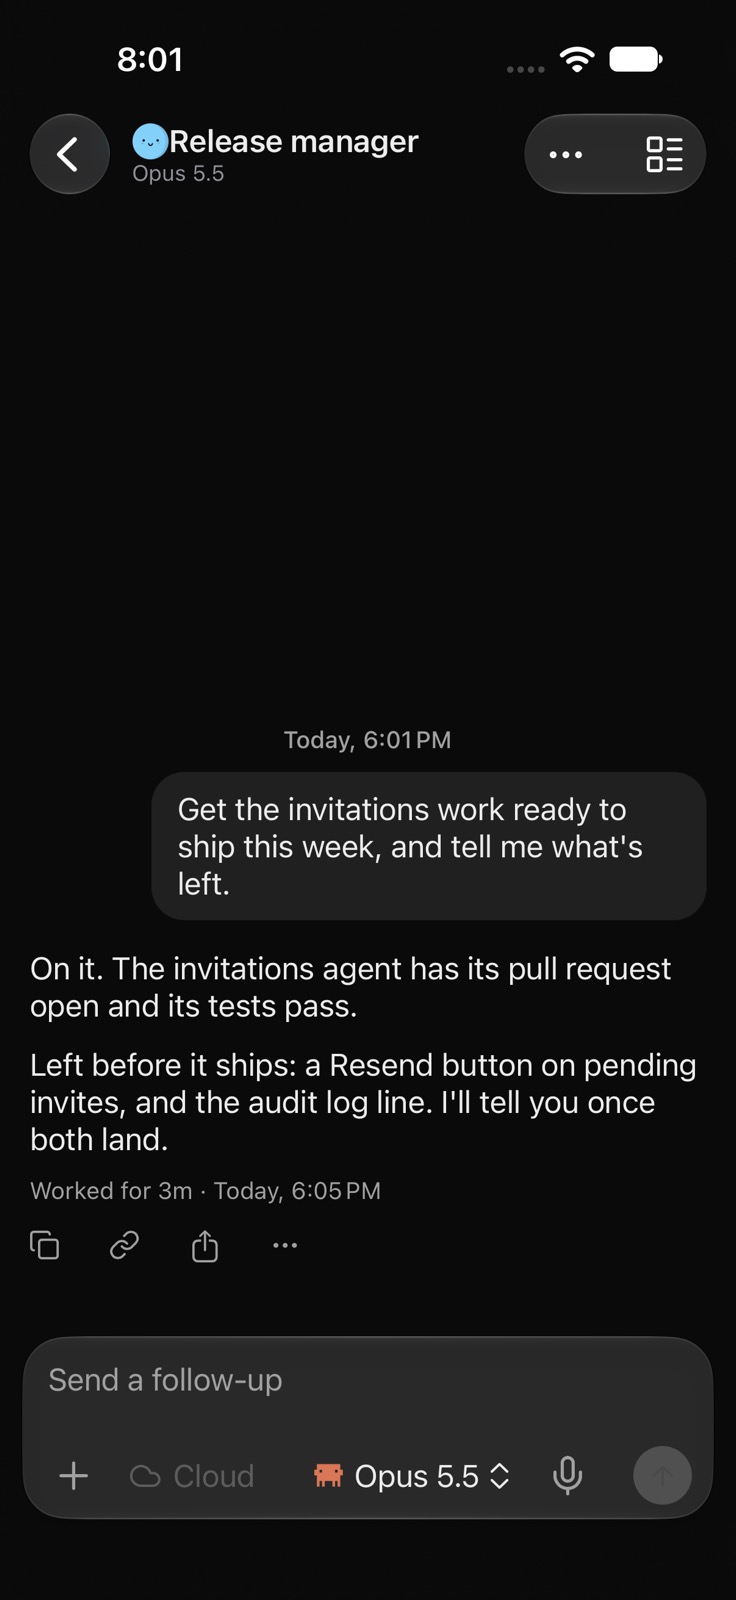 8:01
Release manager
Opus 5.5
Today, 6:01 PM
Get the invitations work ready to
ship this week, and tell me what's
left.
On it. The invitations agent has its pull request
open and its tests pass.
Left before it ships: a Resend button on pending
invites, and the audit log line. I'll tell you once
both land.
Worked for 3m · Today, 6:05 PM
Send a follow-up
Cloud
Opus 5.5